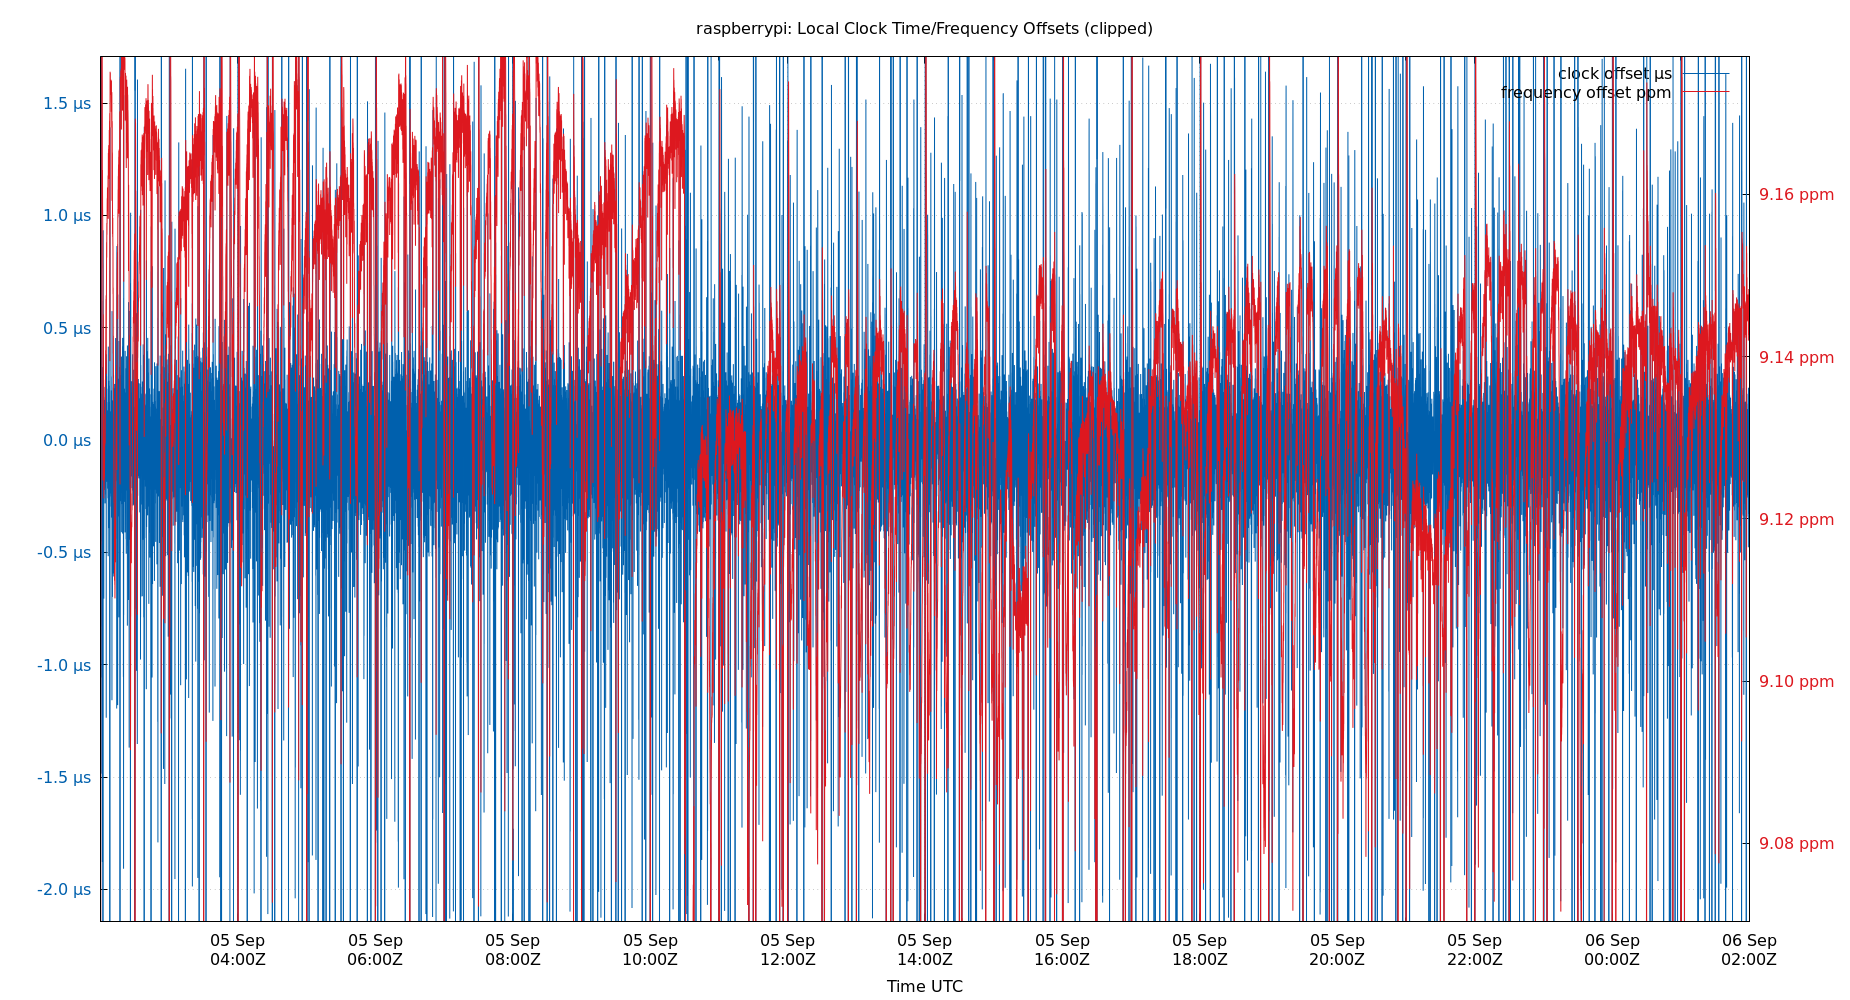 raspberrypi: Local Clock Time/Frequency Offsets (clipped)
clock offset µs
frequency offset ppm
1.5 µs
1.0 µs
0.5 µs
0.0 µs
-0.5 µs
-1.0 µs
-1.5 µs
-2.0 µs
9.16 ppm
9.14 ppm
9.12 ppm
9.10 ppm
9.08 ppm
05 Sep 05 Sep 05 Sep 05 Sep 05 Sep 05 Sep 05 Sep 05 Sep 05 Sep 05 Sep 06 Sep 06 Sep
04:00Z 06:00Z 08:00Z 10:00Z 12:00Z 14:00Z 16:00Z 18:00Z 20:00Z 22:00Z 00:00Z 02:00Z
Time UTC